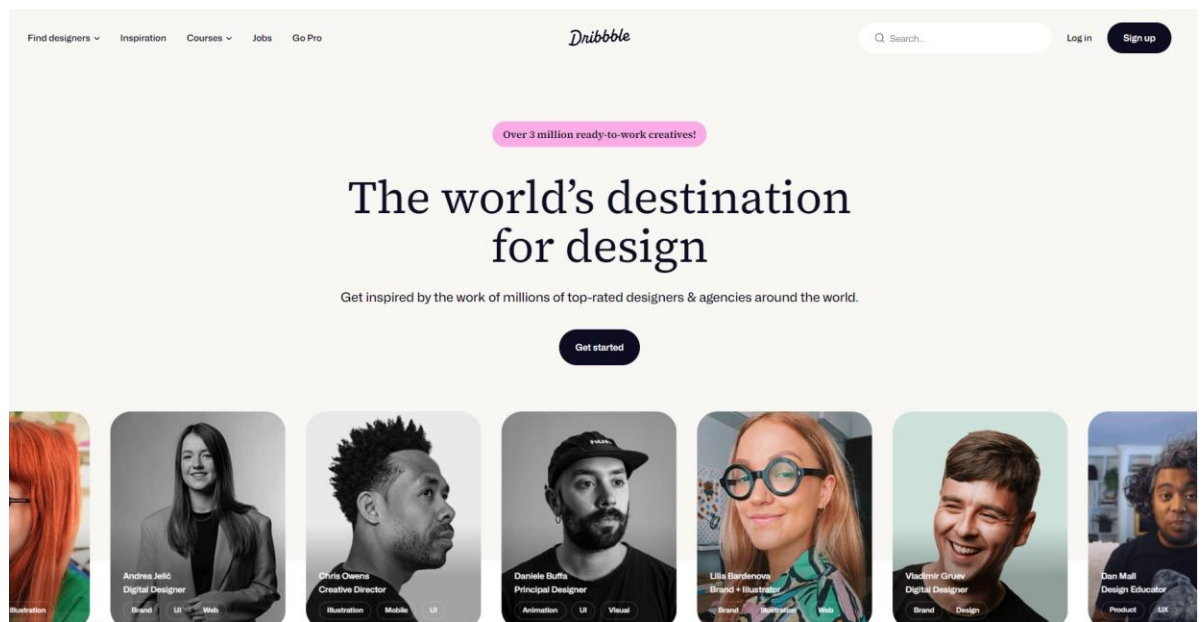 Find designers Inspiration Courses Jobs Go Pro Dribbble Search... Log in Sign up
Over 3 million ready-to-work creatives!
The world's destination
for design
Get inspired by the work of millions of top-rated designers & agencies around the world.
Get started
Illustration
Andrea Jelić
Digital Designer
Brand UI Web
Chris Owens
Creative Director
Illustration Mobile UI
Daniele Buffa
Principal Designer
Animation UI Visual
Lilla Bardenova
Brand + Illustrator
Brand Illustration Web
Vladimir Gruev
Digital Designer
Brand Design
Dan Mall
Design Educator
Product UX